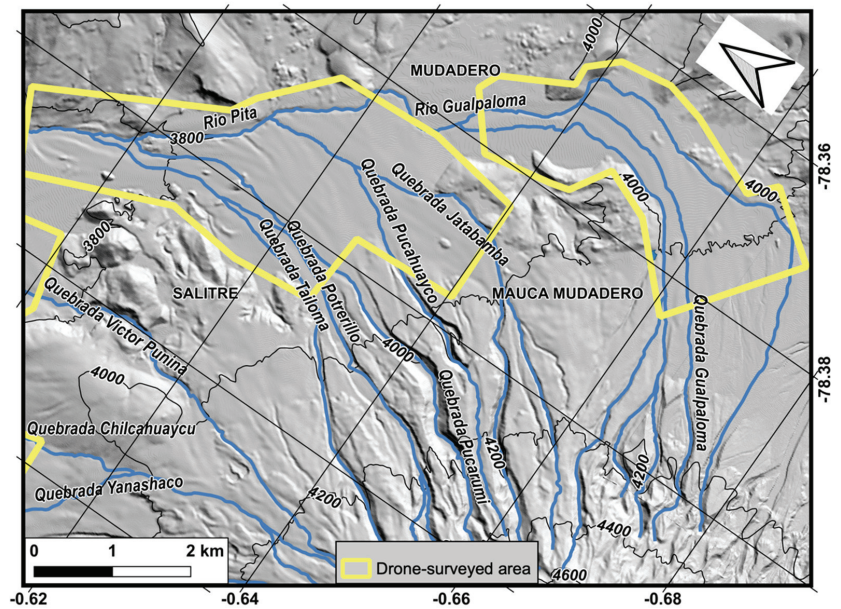 4000
MUDADERO
Rio Gualpaloma
Rio Pita
3800
-78.36
4000
4000
Quebrada Jatabamba
Quebrada Pucahuayco
3800
SALITRE
Quebrada Potrerillo
Quebrada Tailoma
MAUCA MUDADERO
Quebrada Victor Punina
4000
4000
Quebrada Gualpaloma
-78.38
Quebrada Pucarumi
Quebrada Chilcahuaycu
Quebrada Yanashaco
4200
4200
4200
4400
4600
0 1 2 km
Drone-surveyed area
-0.62 -0.64 -0.66 -0.68